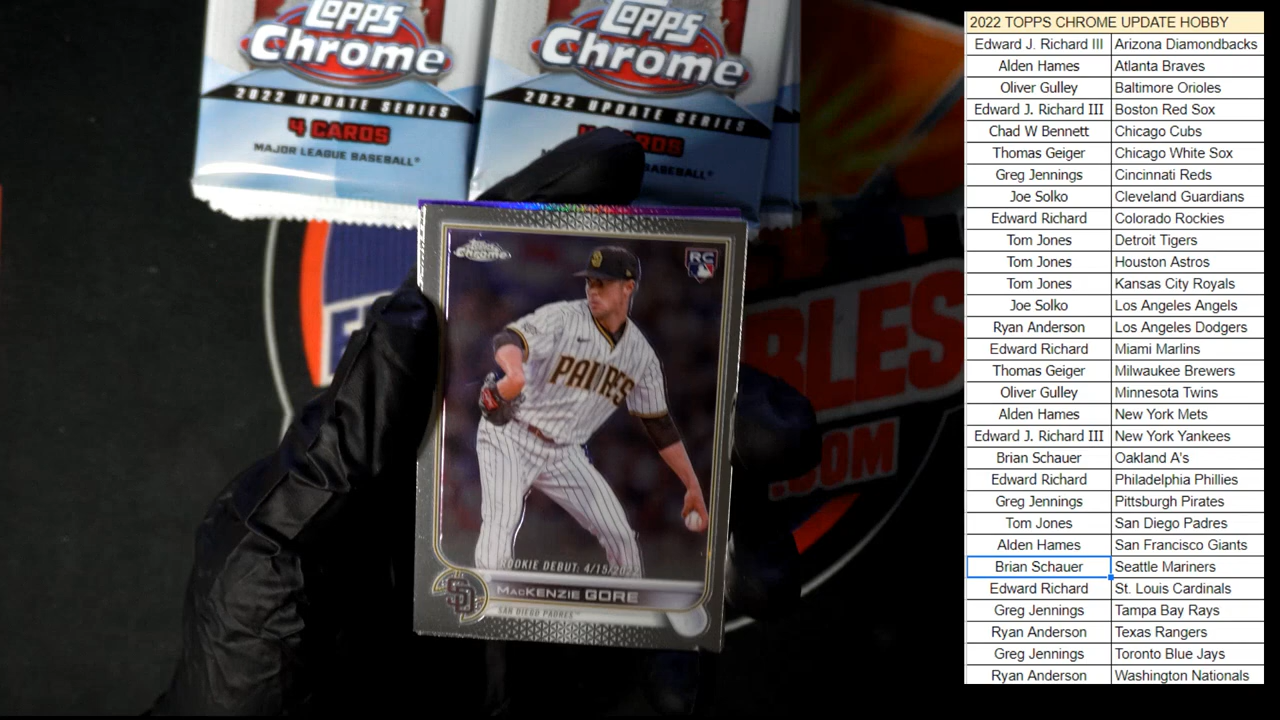 Topps
Chrome
2022 UPDATE SERIES
4 CARDS
MAJOR LEAGUE BASEBALL®
Topps
Chrome
2022 UPDATE SERIES
CARDS
BASEBALL®
BLES
.COM
Topps
Chrome
RC
PADRES
ROOKIE DEBUT: 4/15/20
SD
MACKENZIE GORE
SAN DIEGO PADRES™
2022 TOPPS CHROME UPDATE HOBBY
Edward J. Richard III Arizona Diamondbacks
Alden Hames Atlanta Braves
Oliver Gulley Baltimore Orioles
Edward J. Richard III Boston Red Sox
Chad W Bennett Chicago Cubs
Thomas Geiger Chicago White Sox
Greg Jennings Cincinnati Reds
Joe Solko Cleveland Guardians
Edward Richard Colorado Rockies
Tom Jones Detroit Tigers
Tom Jones Houston Astros
Tom Jones Kansas City Royals
Joe Solko Los Angeles Angels
Ryan Anderson Los Angeles Dodgers
Edward Richard Miami Marlins
Thomas Geiger Milwaukee Brewers
Oliver Gulley Minnesota Twins
Alden Hames New York Mets
Edward J. Richard III New York Yankees
Brian Schauer Oakland A's
Edward Richard Philadelphia Phillies
Greg Jennings Pittsburgh Pirates
Tom Jones San Diego Padres
Alden Hames San Francisco Giants
Brian Schauer Seattle Mariners
Edward Richard St. Louis Cardinals
Greg Jennings Tampa Bay Rays
Ryan Anderson Texas Rangers
Greg Jennings Toronto Blue Jays
Ryan Anderson Washington Nationals